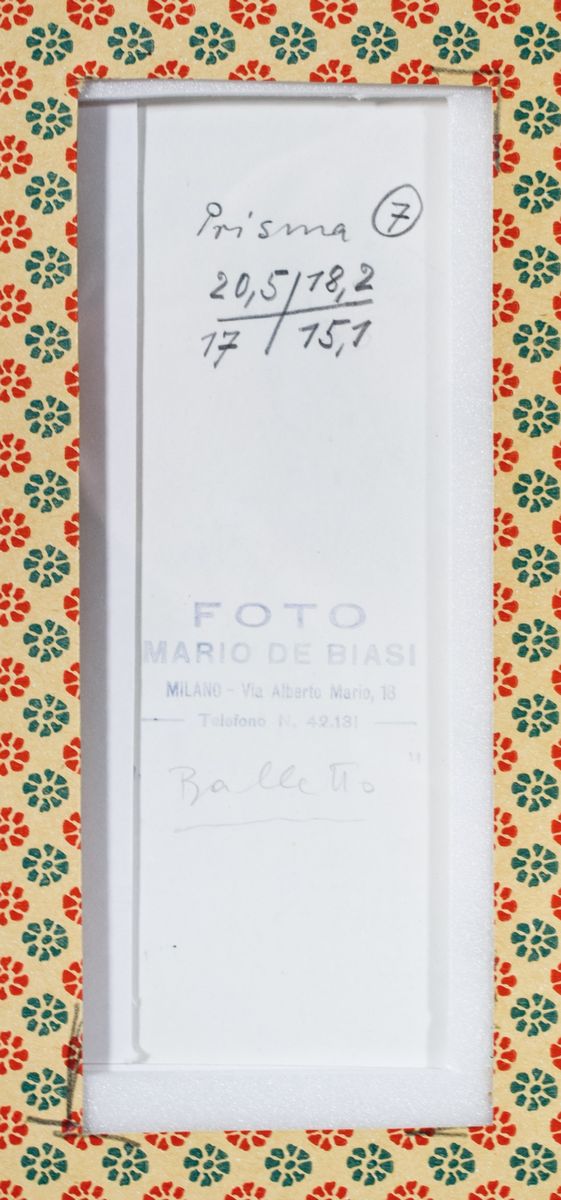 Prisma 7
20,5 / 18,2
17 / 15,1
FOTO
MARIO DE BIASI
MILANO - Via Alberto Mario, 18
Telefono N. 49.131
Balletto